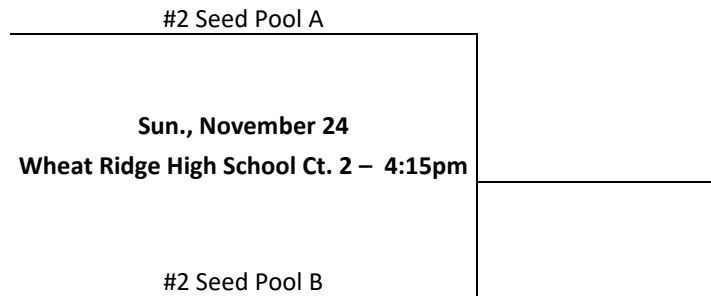 #2 Seed Pool A
Sun., November 24
Wheat Ridge High School Ct. 2 – 4:15pm
#2 Seed Pool B